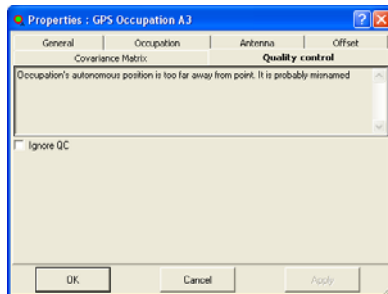 Properties : GPS Occupation A3
General Occupation Antenna Offset
Covariance Matrix Quality control
Occupation's autonomous position is too far away from point. It is probably misnamed
Ignore QC
OK Cancel Apply